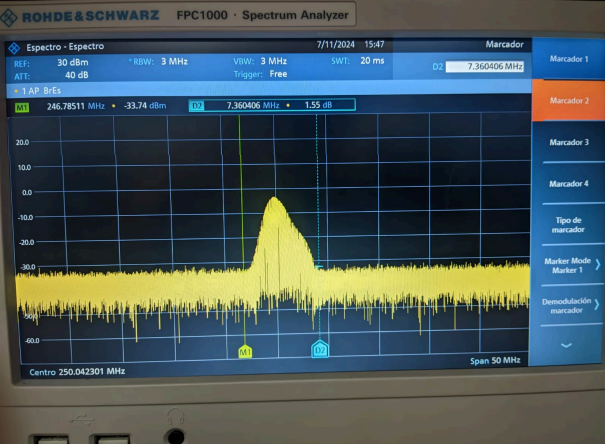 ROHDE&SCHWARZ FPC1000 · Spectrum Analyzer
Espectro - Espectro 7/11/2024 15:47 Marcador
REF: 30 dBm *RBW: 3 MHz VBW: 3 MHz SWT: 20 ms D2 7.360406 MHz
ATT: 40 dB Trigger: Free
• 1 AP BrEs
M1 246.78511 MHz • -33.74 dBm D2 7.360406 MHz • 1.55 dB
20.0
10.0
0.0
-10.0
-20.0
-30.0
-50.0
-60.0
M1 D2
Centro 250.042301 MHz Span 50 MHz
Marcador 1
Marcador 2
Marcador 3
Marcador 4
Tipo de
marcador
Marker Mode
Marker 1
Demodulación
marcador